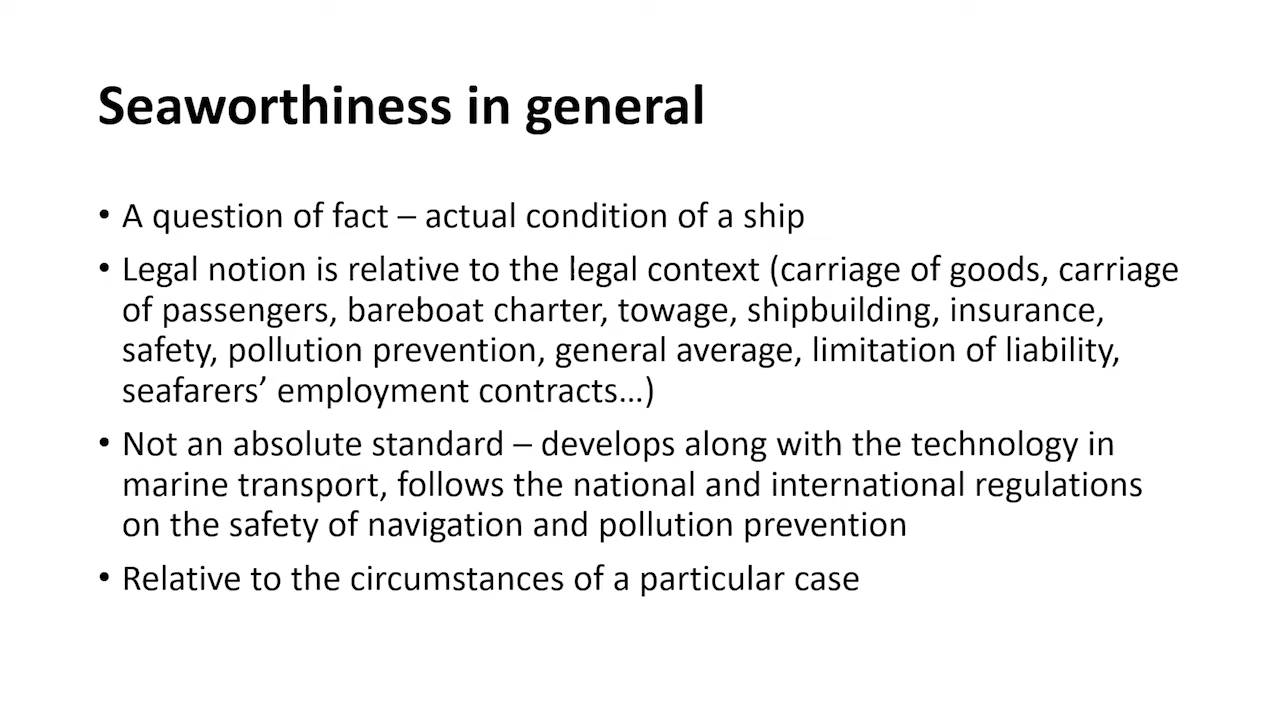 Seaworthiness in general
• A question of fact – actual condition of a ship
• Legal notion is relative to the legal context (carriage of goods, carriage
of passengers, bareboat charter, towage, shipbuilding, insurance,
safety, pollution prevention, general average, limitation of liability,
seafarers’ employment contracts…)
• Not an absolute standard – develops along with the technology in
marine transport, follows the national and international regulations
on the safety of navigation and pollution prevention
• Relative to the circumstances of a particular case